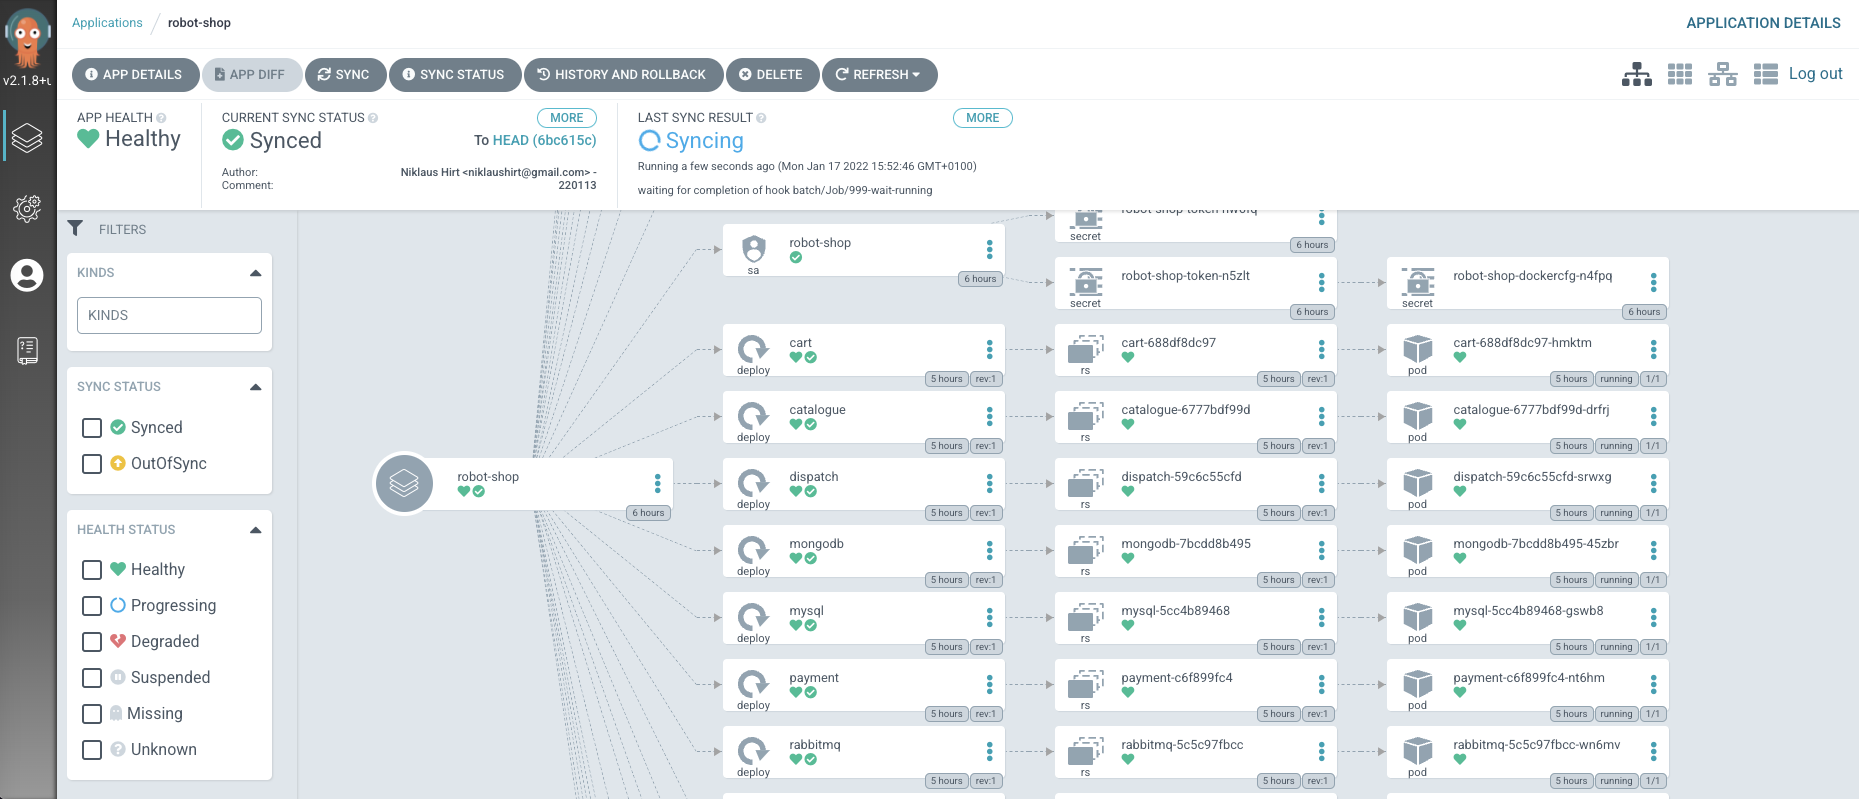 Applications / robot-shop
APPLICATION DETAILS
v2.1.8+
APP DETAILS
APP DIFF
SYNC
SYNC STATUS
HISTORY AND ROLLBACK
DELETE
REFRESH
Log out
APP HEALTH
Healthy
CURRENT SYNC STATUS
MORE
Synced
To HEAD (6bc615c)
Author:
Niklaus Hirt <niklaushirt@gmail.com> -
Comment:
220113
LAST SYNC RESULT
MORE
Syncing
Running a few seconds ago (Mon Jan 17 2022 15:52:46 GMT+0100)
waiting for completion of hook batch/Job/999-wait-running
FILTERS
KINDS
KINDS
SYNC STATUS
Synced
OutOfSync
HEALTH STATUS
Healthy
Progressing
Degraded
Suspended
Missing
Unknown
robot-shop
6 hours
robot-shop
sa
6 hours
secret
6 hours
robot-shop-token-n5zlt
secret
6 hours
robot-shop-dockercfg-n4fpq
secret
6 hours
cart
deploy
5 hours rev:1
cart-688df8dc97
rs
5 hours rev:1
cart-688df8dc97-hmktm
pod
5 hours running 1/1
catalogue
deploy
5 hours rev:1
catalogue-6777bdf99d
rs
5 hours rev:1
catalogue-6777bdf99d-drfrj
pod
5 hours running 1/1
dispatch
deploy
5 hours rev:1
dispatch-59c6c55cfd
rs
5 hours rev:1
dispatch-59c6c55cfd-srwxg
pod
5 hours running 1/1
mongodb
deploy
5 hours rev:1
mongodb-7bcdd8b495
rs
5 hours rev:1
mongodb-7bcdd8b495-45zbr
pod
5 hours running 1/1
mysql
deploy
5 hours rev:1
mysql-5cc4b89468
rs
5 hours rev:1
mysql-5cc4b89468-gswb8
pod
5 hours running 1/1
payment
deploy
5 hours rev:1
payment-c6f899fc4
rs
5 hours rev:1
payment-c6f899fc4-nt6hm
pod
5 hours running 1/1
rabbitmq
deploy
5 hours rev:1
rabbitmq-5c5c97fbcc
rs
5 hours rev:1
rabbitmq-5c5c97fbcc-wn6mv
pod
5 hours running 1/1